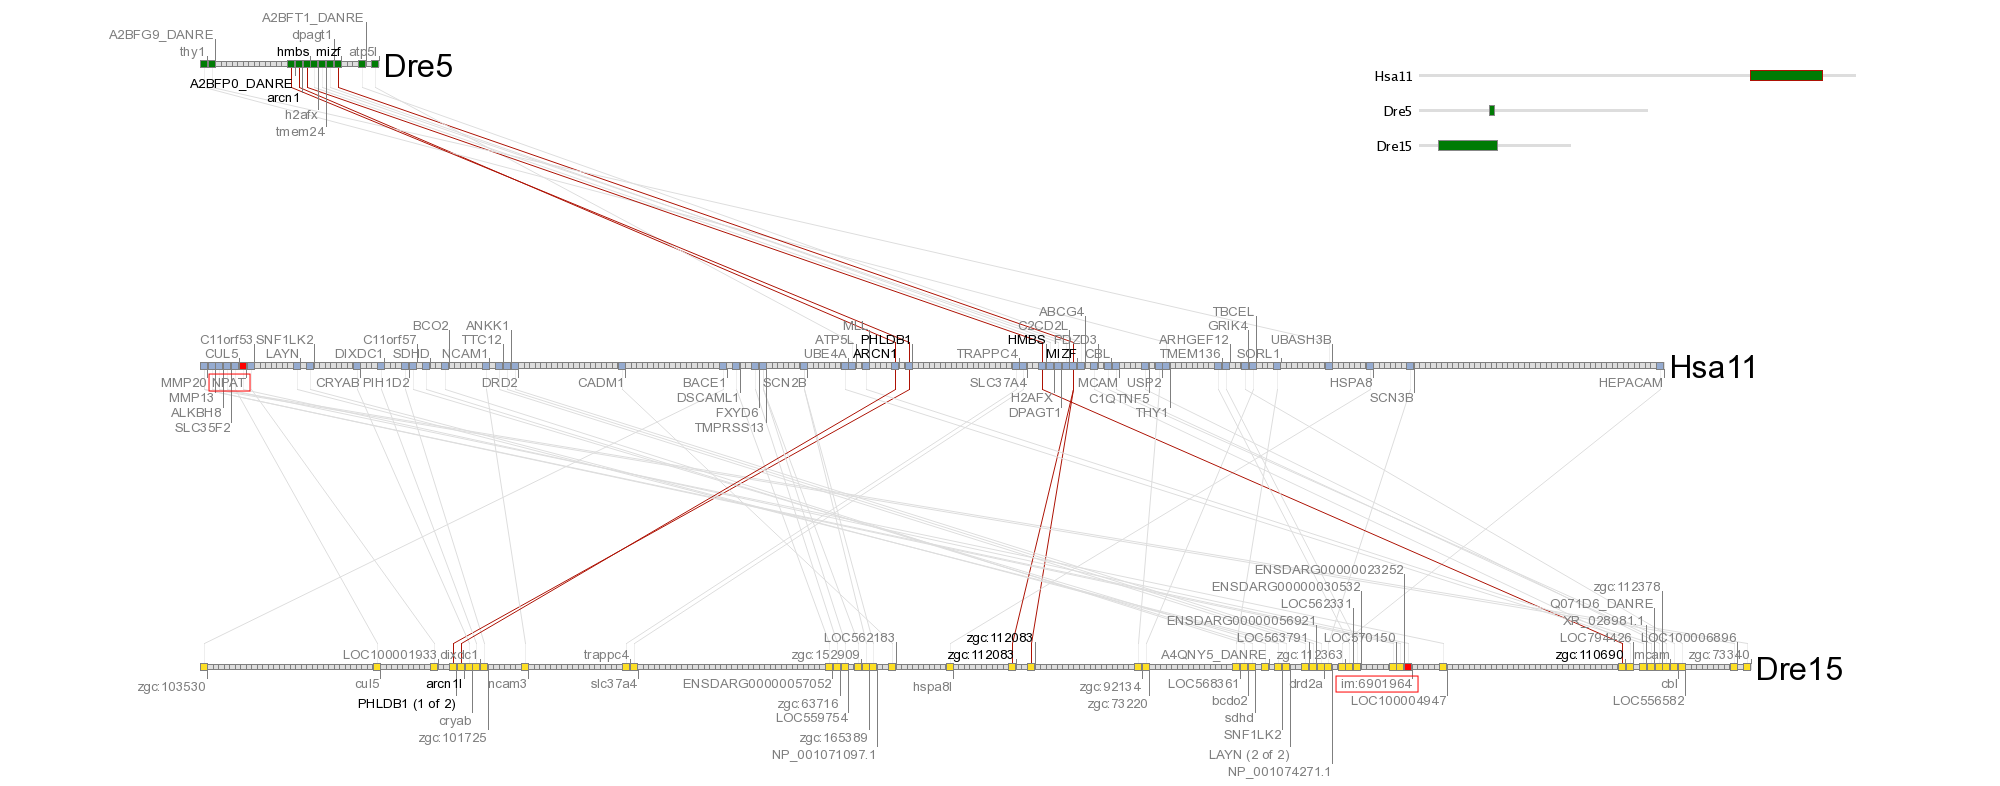 A2BFT1_DANRE
A2BFG9_DANRE
dpagt1
thy1
hmbs
mizf
atp5l
Dre5
A2BFP0_DANRE
arcn1
h2afx
tmem24
Hsa11
Dre5
Dre15
ABCG4
TBCEL
BCO2
ANKK1
MLL
C2CD2L
GRIK4
C11orf53
SNF1LK2
C11orf57
TTC12
ATP5L
PHLDB1
HMBS
PDZD3
ARHGEF12
UBASH3B
CUL5
LAYN
DIXDC1
SDHD
NCAM1
UBE4A
ARCN1
TRAPPC4
MIZF
CBL
TMEM136
SORL1
Hsa11
MMP20
NPAT
CRYAB
PIH1D2
DRD2
CADM1
BACE1
SCN2B
SLC37A4
MCAM
USP2
HSPA8
HEPACAM
MMP13
DSCAML1
H2AFX
C1QTNF5
SCN3B
ALKBH8
FXYD6
DPAGT1
THY1
SLC35F2
TMPRSS13
ENSDARG00000023252
ENSDARG00000030532
zgc:112378
LOC562331
Q071D6_DANRE
ENSDARG00000056921
XR_028981.1
LOC562183
zgc:112083
LOC563791
LOC570150
LOC794426
LOC100006896
LOC100001933
dixdc1
trappc4
zgc:152909
zgc:112083
A4QNY5_DANRE
zgc:112363
zgc:110690
mcam
zgc:73340
Dre15
zgc:103530
cul5
arcn1l
ncam3
slc37a4
ENSDARG00000057052
hspa8l
zgc:92134
LOC568361
drd2a
im:6901964
cbl
PHLDB1 (1 of 2)
zgc:63716
zgc:73220
bcdo2
LOC100004947
LOC556582
cryab
LOC559754
sdhd
zgc:101725
zgc:165389
SNF1LK2
NP_001071097.1
LAYN (2 of 2)
NP_001074271.1